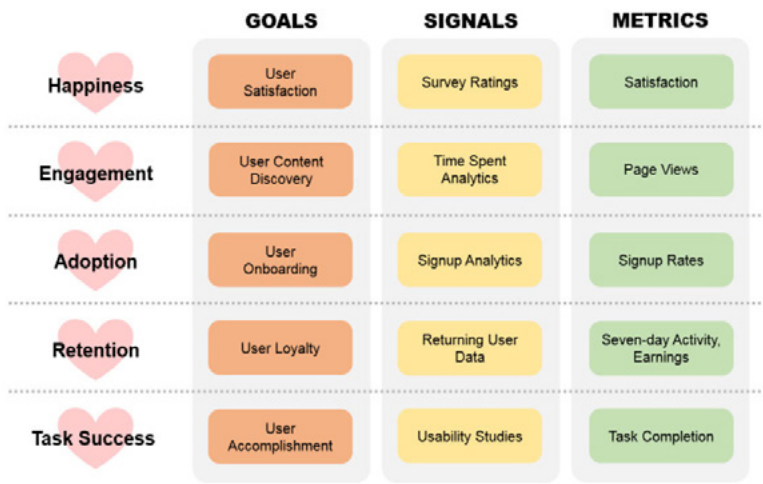 GOALS SIGNALS METRICS
Happiness
User
Satisfaction
Survey Ratings
Satisfaction
Engagement
User Content
Discovery
Time Spent
Analytics
Page Views
Adoption
User
Onboarding
Signup Analytics
Signup Rates
Retention
User Loyalty
Returning User
Data
Seven-day Activity,
Earnings
Task Success
User
Accomplishment
Usability Studies
Task Completion